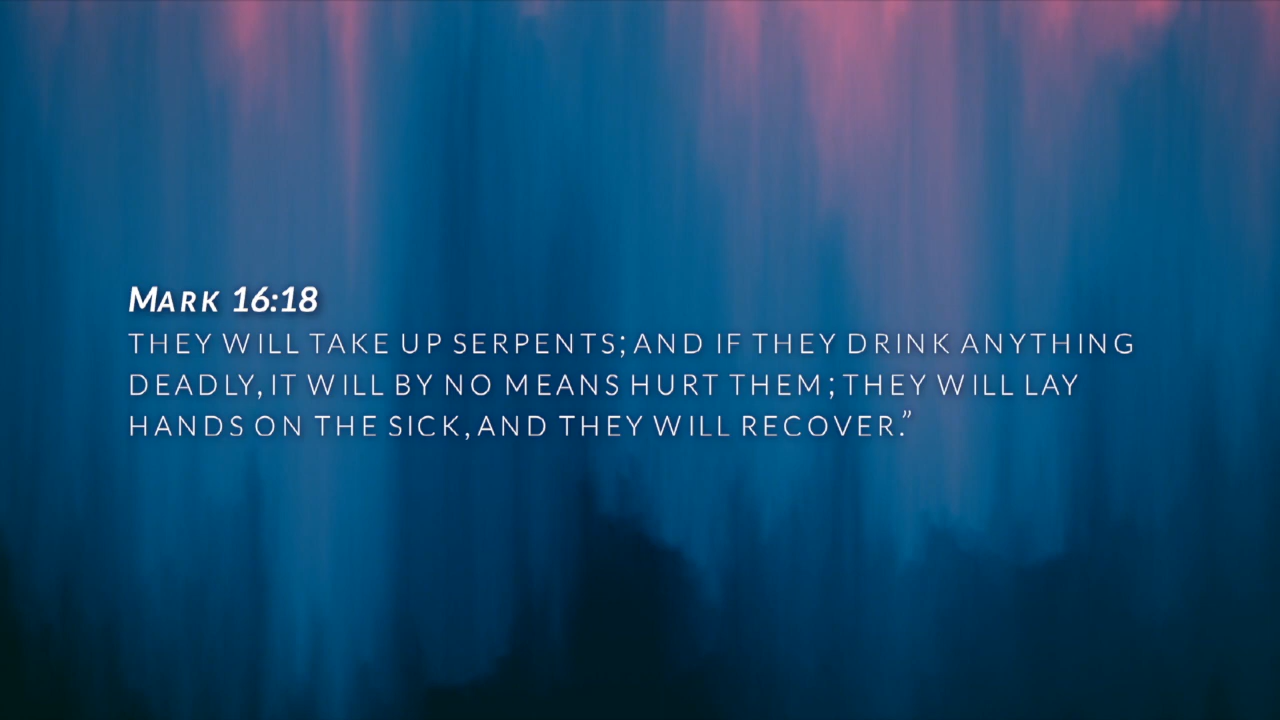 Mark 16:18
THEY WILL TAKE UP SERPENTS; AND IF THEY DRINK ANYTHING
DEADLY, IT WILL BY NO MEANS HURT THEM; THEY WILL LAY
HANDS ON THE SICK, AND THEY WILL RECOVER.”